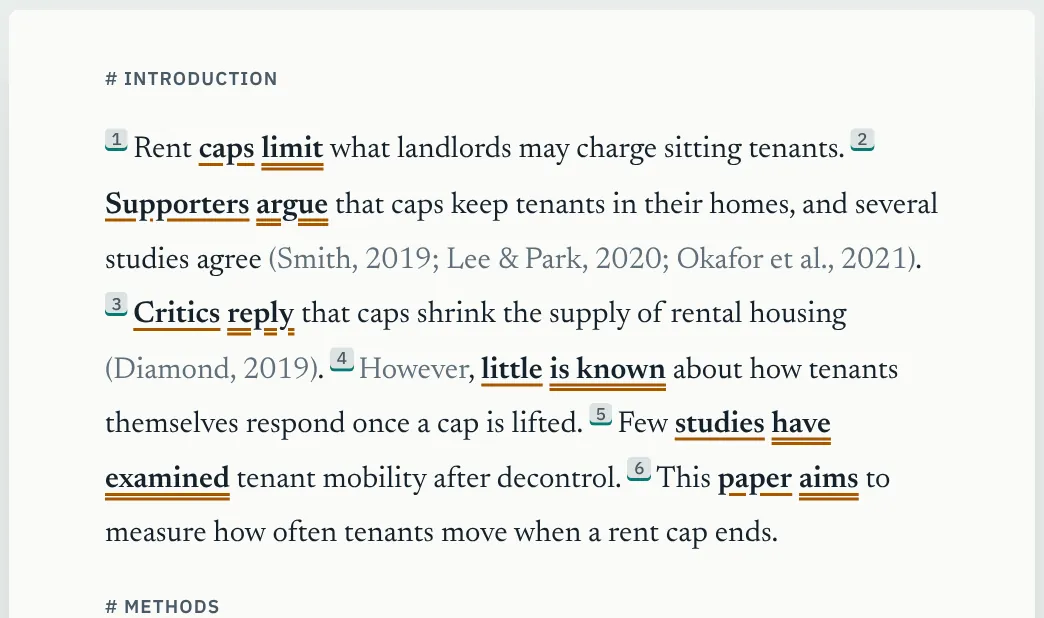 # INTRODUCTION
1 Rent caps limit what landlords may charge sitting tenants. 2
Supporters argue that caps keep tenants in their homes, and several
studies agree (Smith, 2019; Lee & Park, 2020; Okafor et al., 2021).
3 Critics reply that caps shrink the supply of rental housing
(Diamond, 2019). 4 However, little is known about how tenants
themselves respond once a cap is lifted. 5 Few studies have
examined tenant mobility after decontrol. 6 This paper aims to
measure how often tenants move when a rent cap ends.
# METHODS